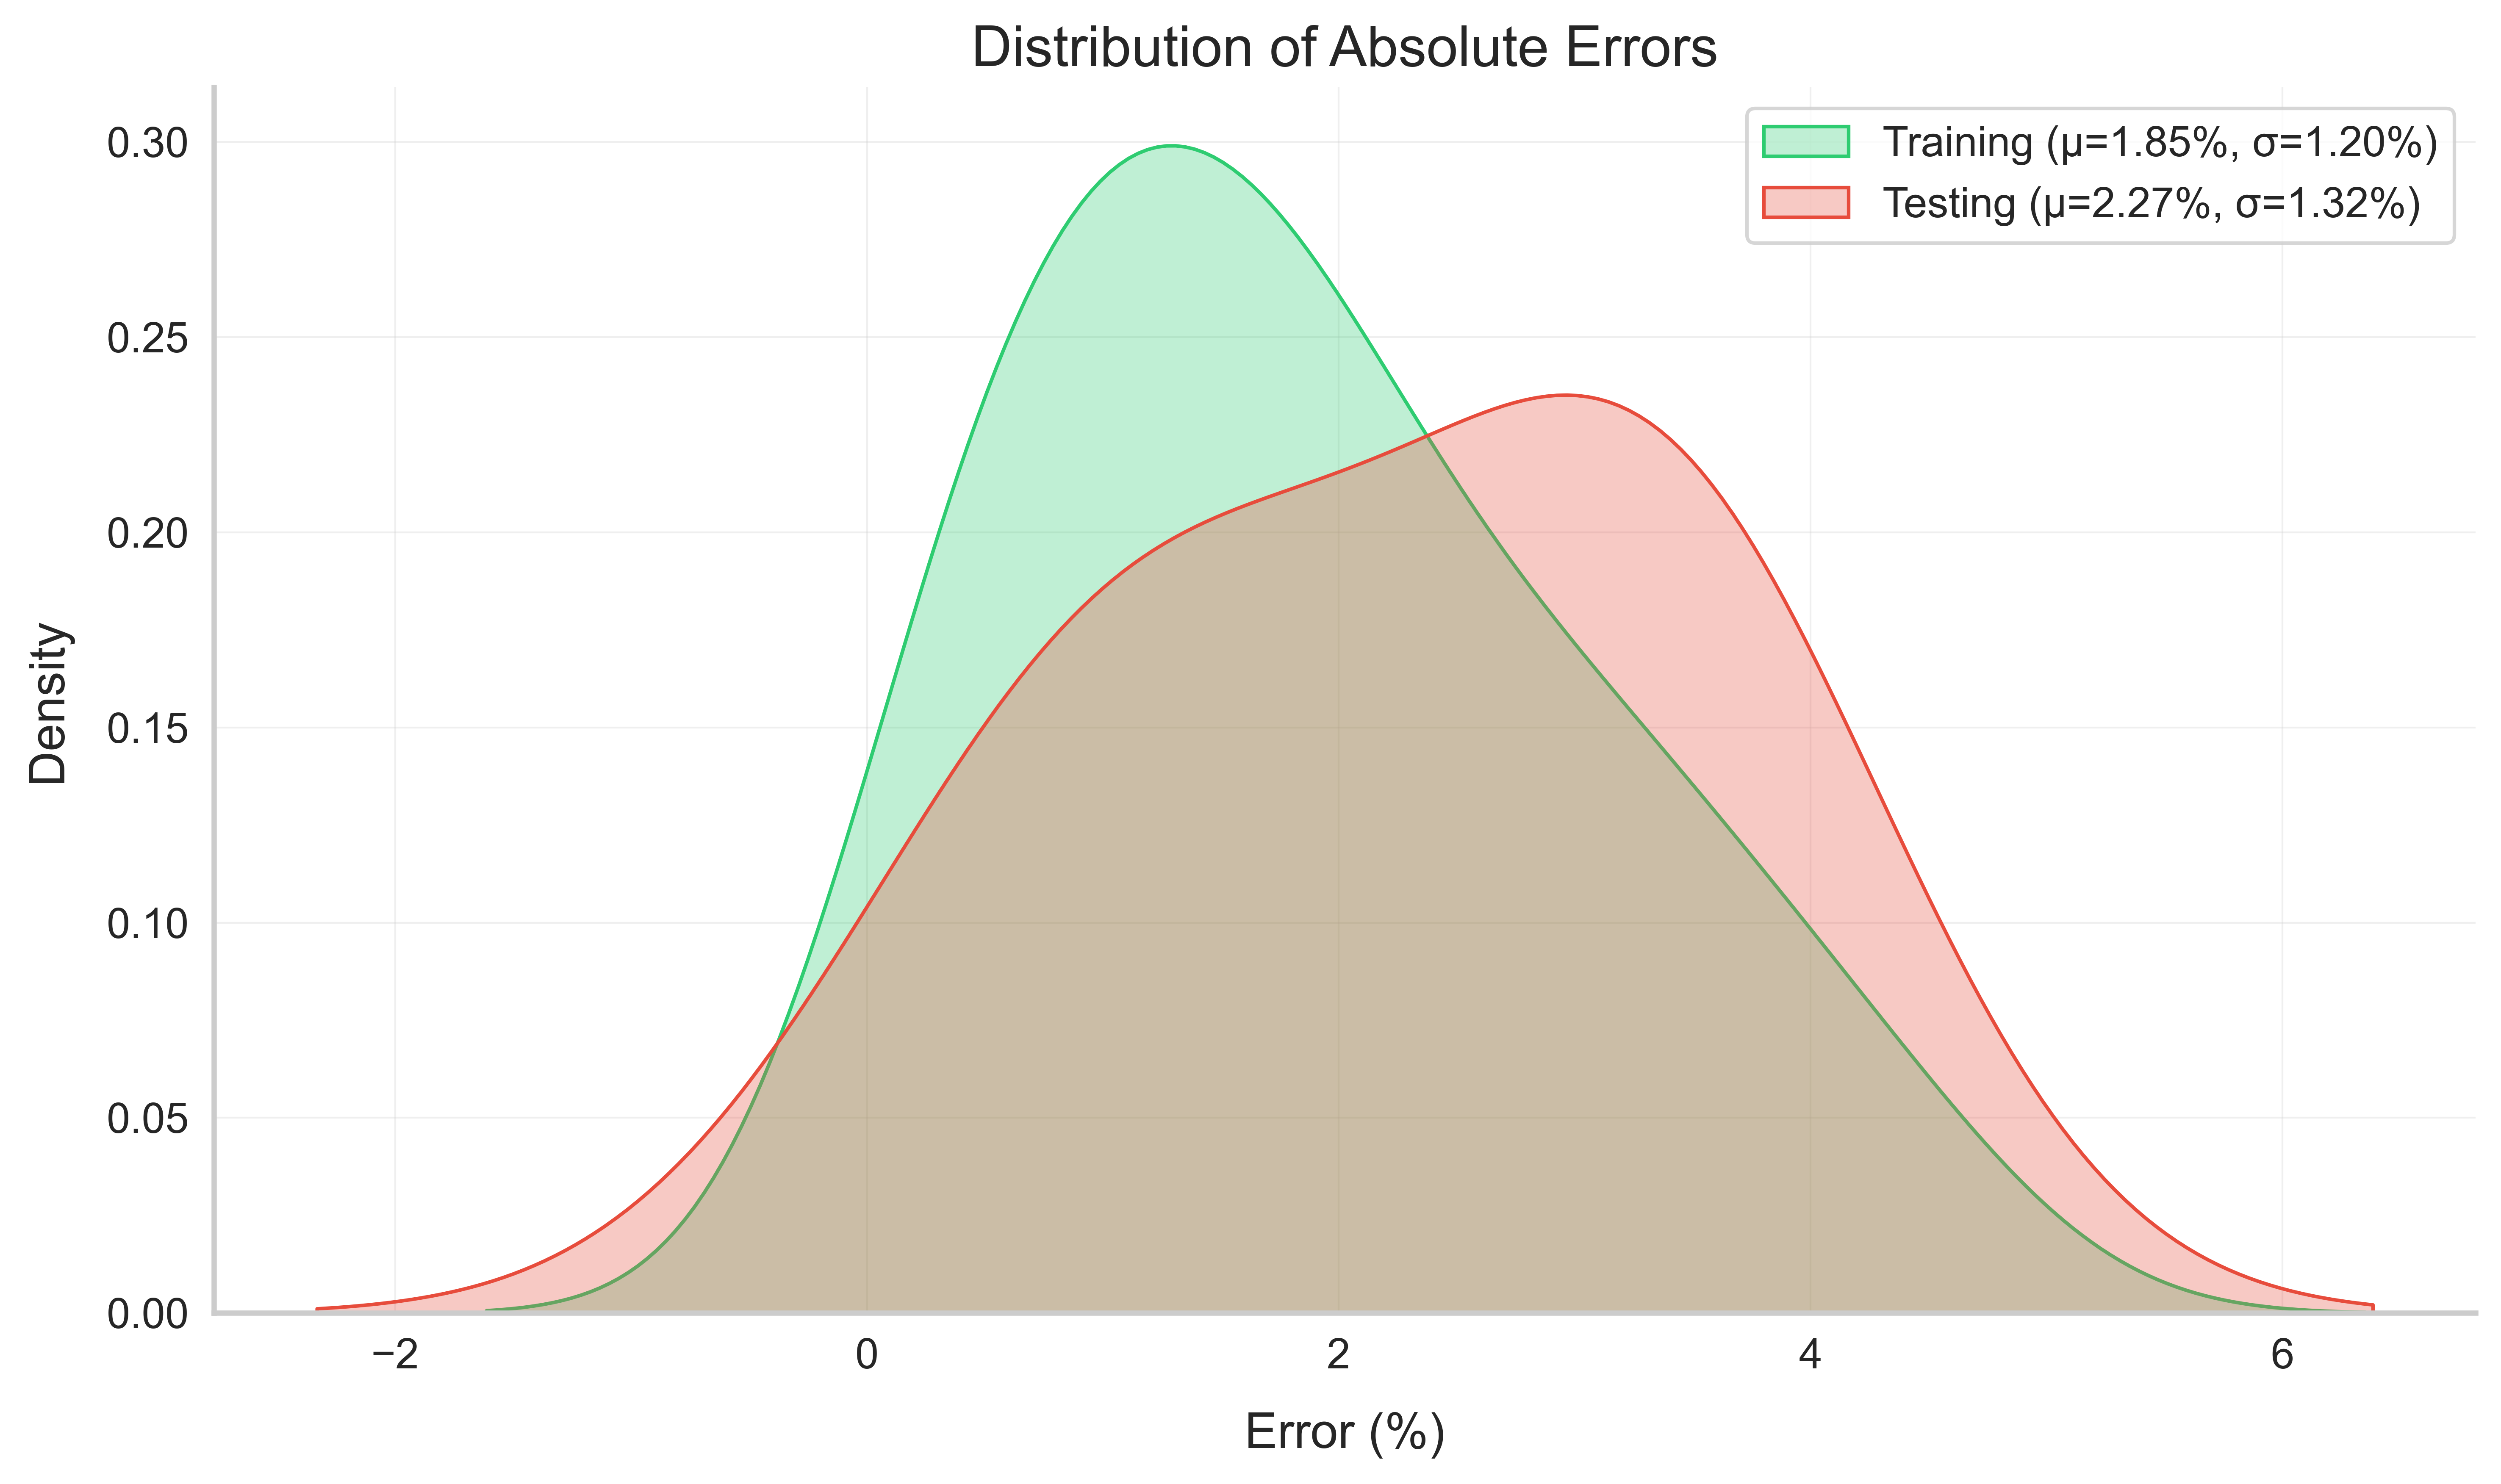 Distribution of Absolute Errors
Training (μ=1.85%, σ=1.20%)
Testing (μ=2.27%, σ=1.32%)
0.30
0.25
0.20
0.15
0.10
0.05
0.00
Density
−2 0 2 4 6
Error (%)